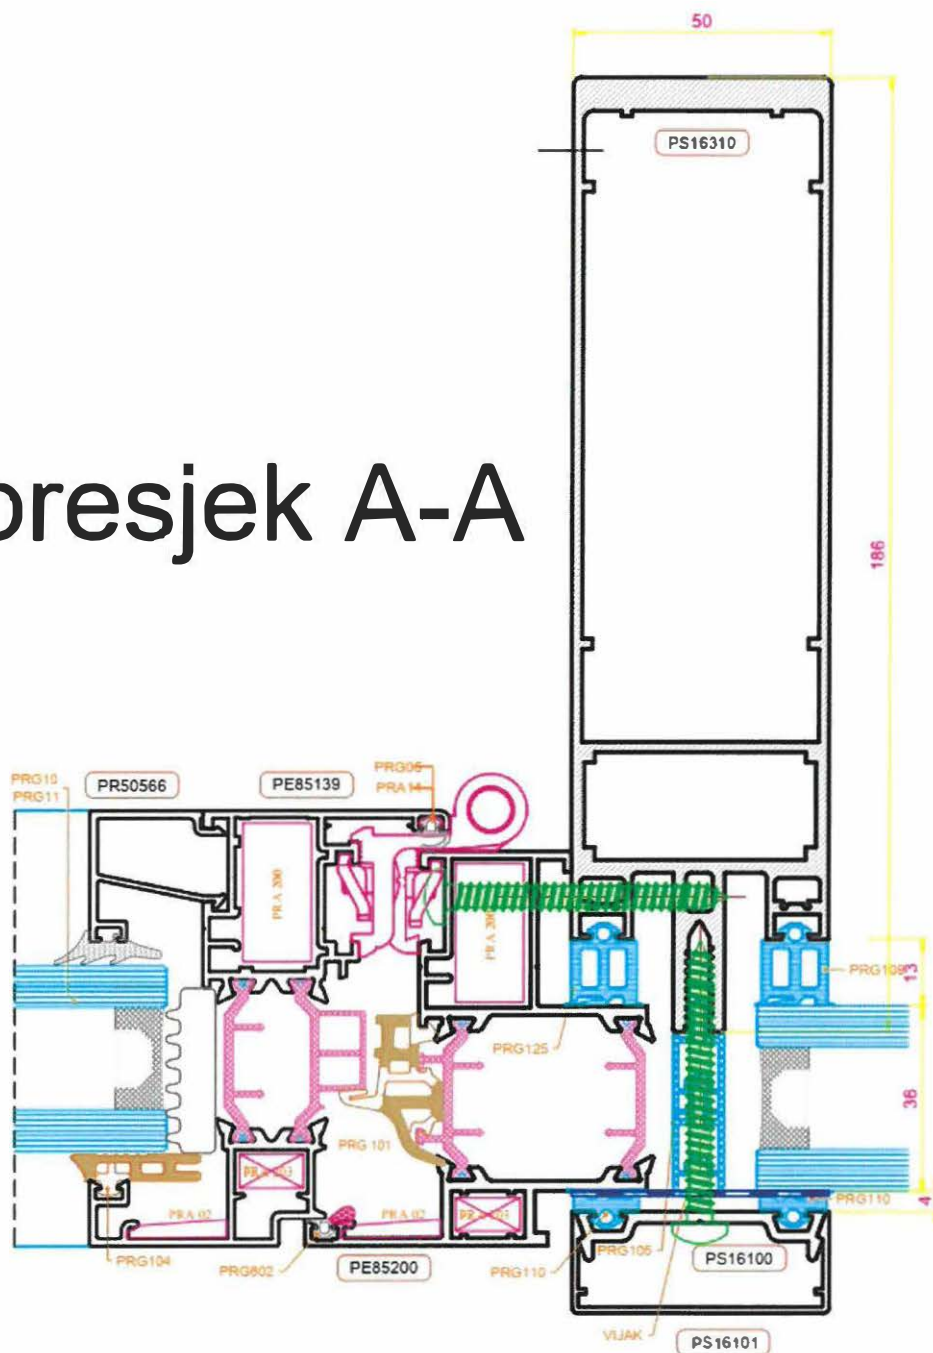 50
PS16310
presjek A-A
186
PRG10
PRG11
PR50566
PE85139
PRG05
PRA14
PRA 200
PRA 200
PRG109
13
PRG125
36
PRG 101
PRA 02
PRA 02
PRG110
4
PRG104
PRG602
PE85200
PRG110
PRG105
PS16100
VIJAK
PS16101